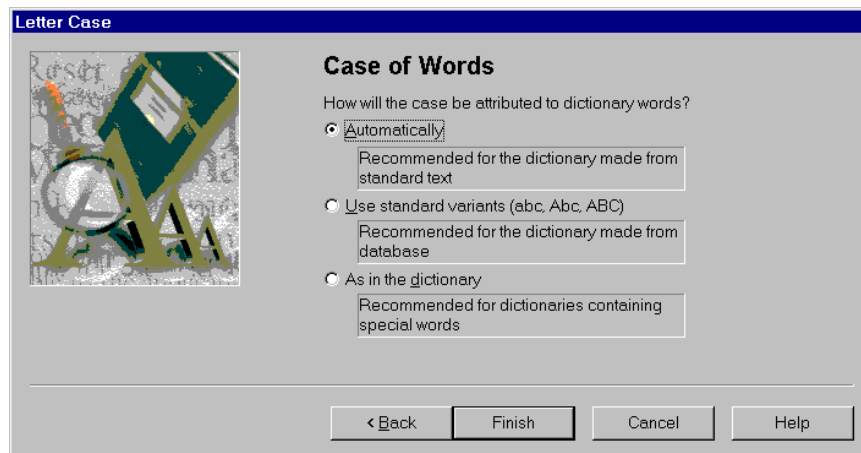 Letter Case
Case of Words
How will the case be attributed to dictionary words?
Automatically
Recommended for the dictionary made from
standard text
Use standard variants (abc, Abc, ABC)
Recommended for the dictionary made from
database
As in the dictionary
Recommended for dictionaries containing
special words
< Back Finish Cancel Help